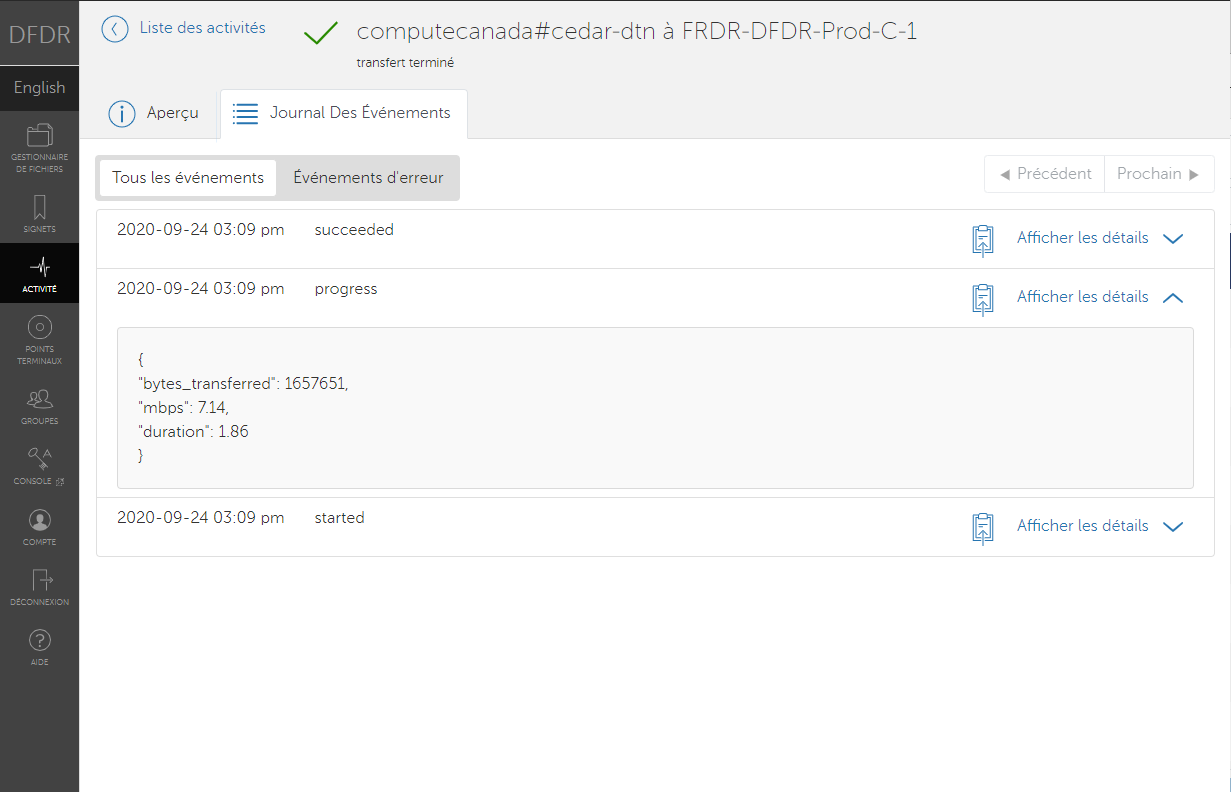 DFDR
Liste des activités
computecanada#cedar-dtn à FRDR-DFDR-Prod-C-1
transfert terminé
English
Aperçu
Journal Des Événements
GESTIONNAIRE
DE FICHIERS
SIGNETS
ACTIVITÉ
POINTS
TERMINAUX
GROUPES
CONSOLE
COMPTE
DÉCONNEXION
AIDE
Tous les événements
Événements d'erreur
Précédent
Prochain
2020-09-24 03:09 pm succeeded Afficher les détails
2020-09-24 03:09 pm progress Afficher les détails
{
"bytes_transferred": 1657651,
"mbps": 7.14,
"duration": 1.86
}
2020-09-24 03:09 pm started Afficher les détails